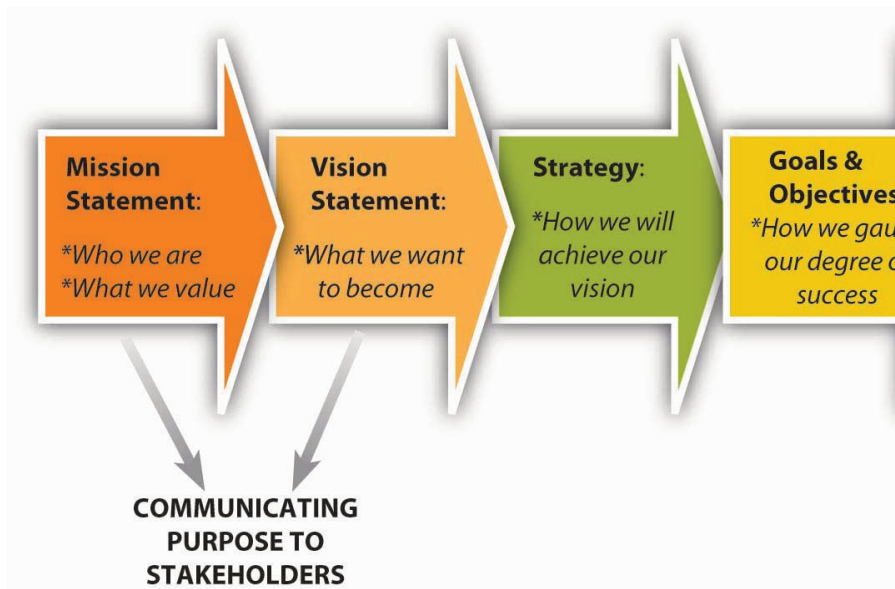 Mission
Statement:
*Who we are
*What we value
Vision
Statement:
*What we want
to become
Strategy:
*How we will
achieve our
vision
Goals &
Objectives
*How we
our degree
success
COMMUNICATING
PURPOSE TO
STAKEHOLDERS